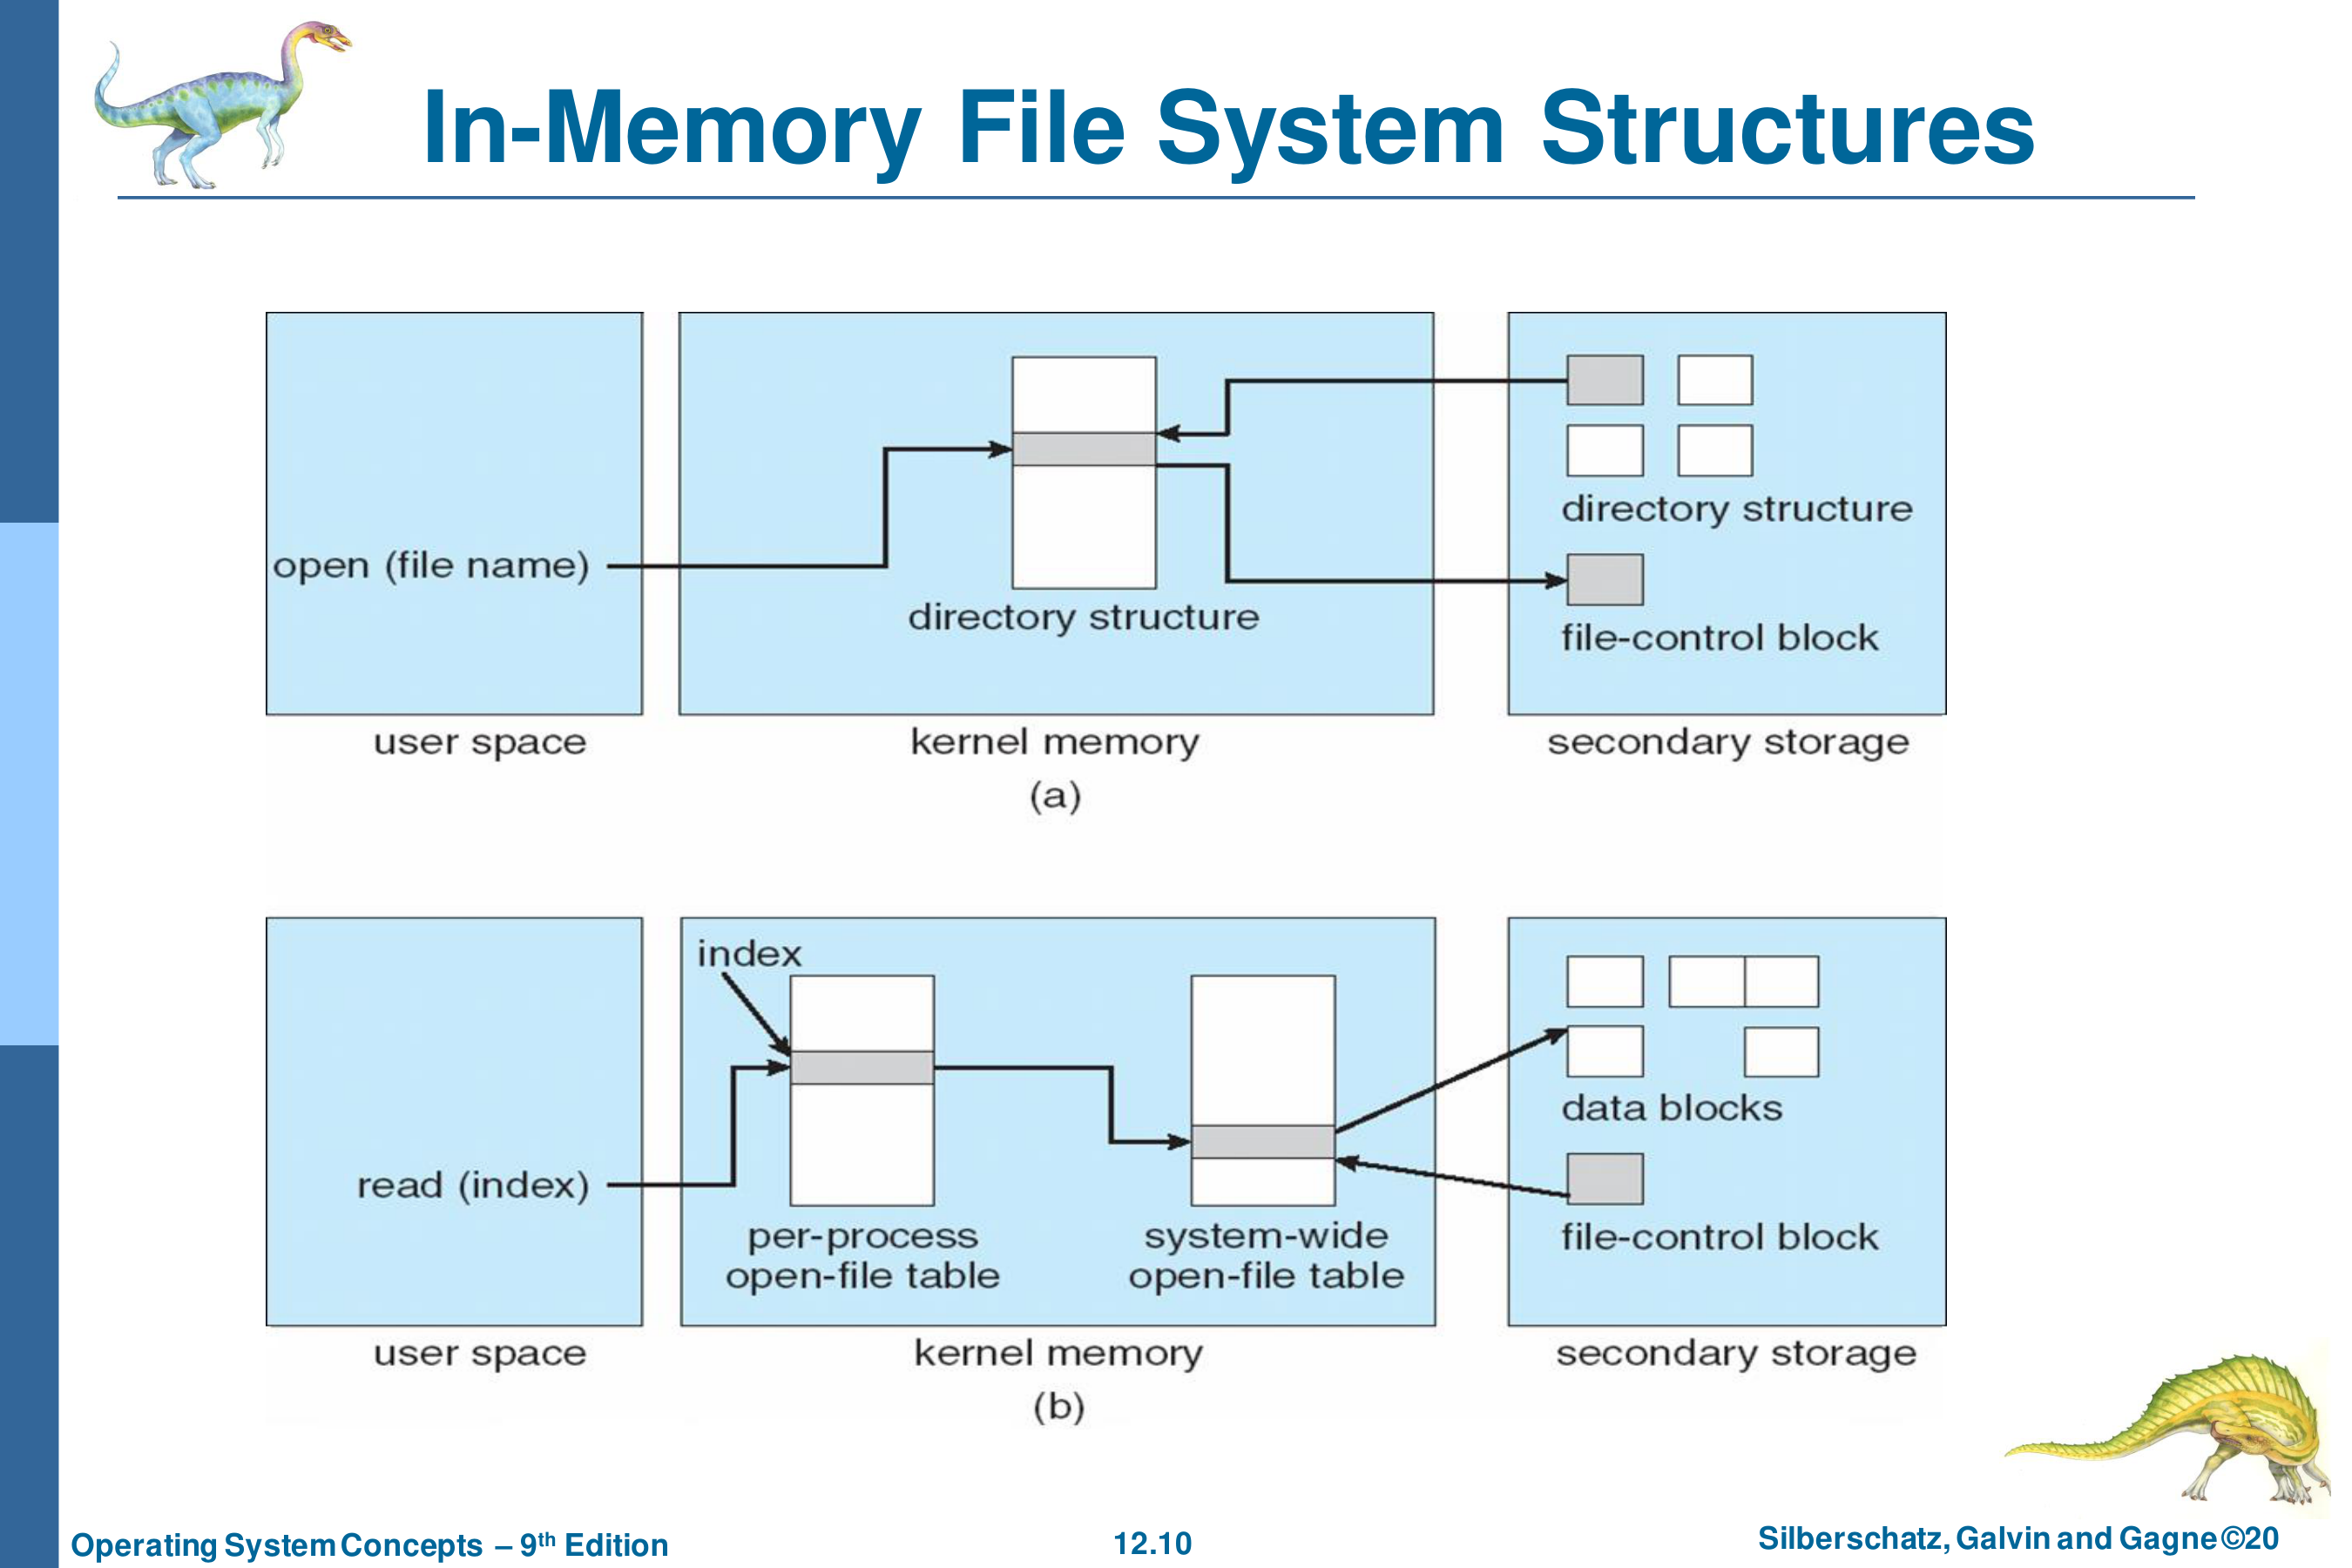 In-Memory File System Structures
open (file name)
directory structure
directory structure
file-control block
user space
kernel memory
secondary storage
(a)
index
read (index)
per-process
open-file table
system-wide
open-file table
data blocks
file-control block
user space
kernel memory
secondary storage
(b)
Operating System Concepts – 9th Edition
12.10
Silberschatz, Galvin and Gagne ©20